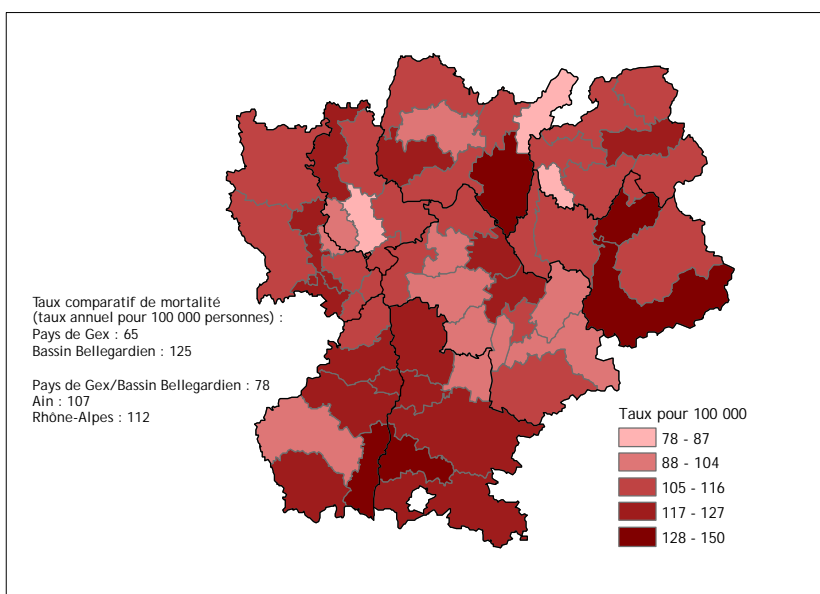 Taux comparatif de mortalité
(taux annuel pour 100 000 personnes) :
Pays de Gex : 65
Bassin Bellegardien : 125
Pays de Gex/Bassin Bellegardien : 78
Ain : 107
Rhône-Alpes : 112
Taux pour 100 000
78 - 87
88 - 104
105 - 116
117 - 127
128 - 150